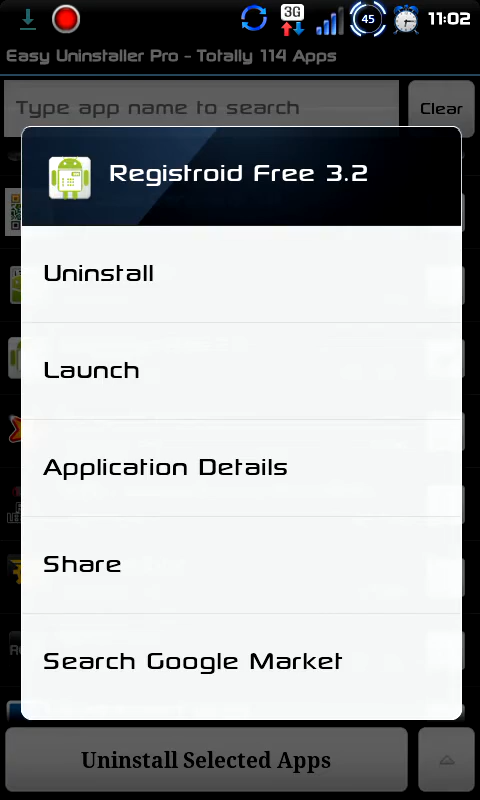 3G
45
11:02
Easy Uninstaller Pro - Totally 114 Apps
Type app name to search
Clear
Registroid Free 3.2
Uninstall
Launch
Application Details
Share
Search Google Market
Uninstall Selected Apps